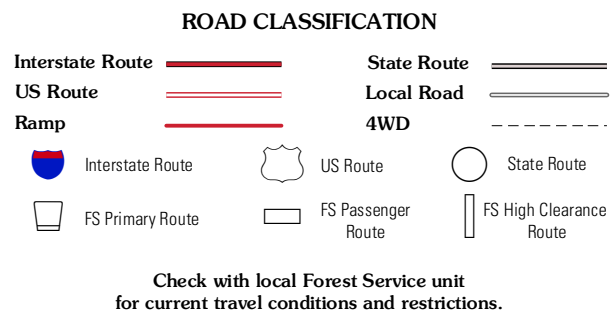 ROAD CLASSIFICATION
Interstate Route
State Route
US Route
Local Road
Ramp
4WD
Interstate Route
US Route
State Route
FS Primary Route
FS Passenger
Route
FS High Clearance
Route
Check with local Forest Service unit
for current travel conditions and restrictions.